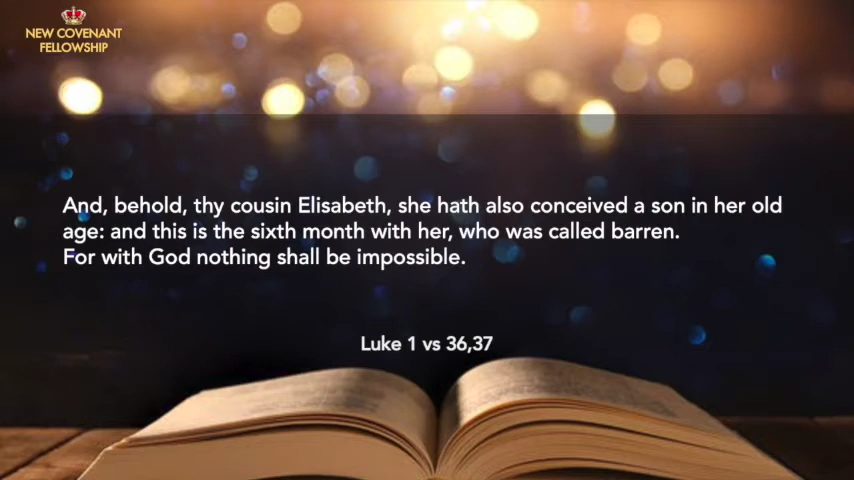 NEW COVENANT
FELLOWSHIP
And, behold, thy cousin Elisabeth, she hath also conceived a son in her old
age: and this is the sixth month with her, who was called barren.
For with God nothing shall be impossible.
Luke 1 vs 36,37